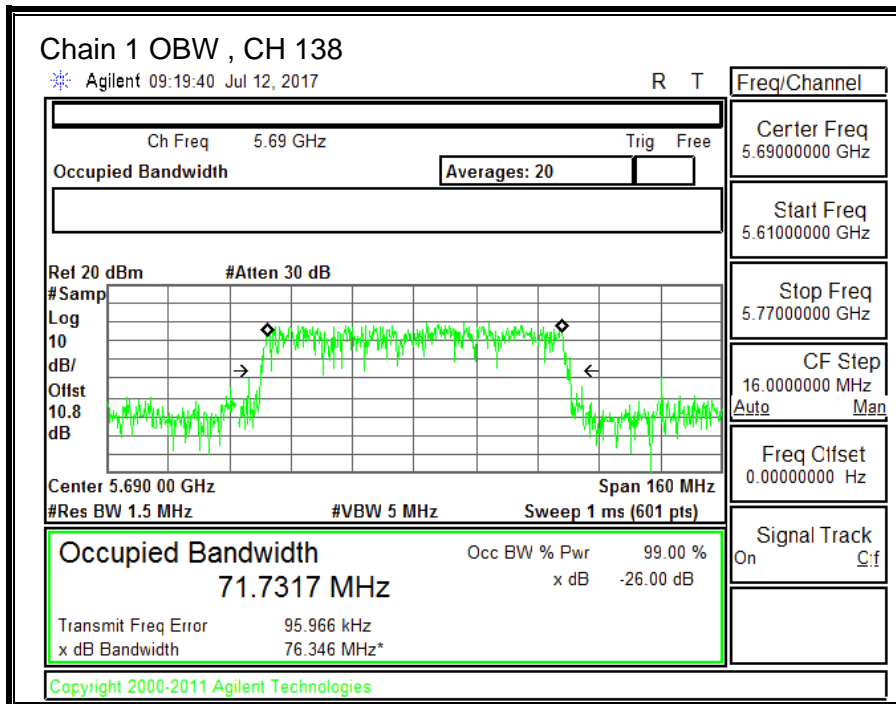 Chain 1 OBW , CH 138
Agilent 09:19:40 Jul 12, 2017 R T
Freq/Channel
Ch Freq 5.69 GHz Trig Free
Occupied Bandwidth Averages: 20
Center Freq
5.69000000 GHz
Start Freq
5.61000000 GHz
Stop Freq
5.77000000 GHz
CF Step
16.0000000 MHz
Auto Man
Freq Offset
0.00000000 Hz
Signal Track
On Off
Ref 20 dBm #Atten 30 dB
#Samp
Log
10
dB/
Offst
10.8
dB
Center 5.690 00 GHz Span 160 MHz
#Res BW 1.5 MHz #VBW 5 MHz Sweep 1 ms (601 pts)
Occupied Bandwidth Occ BW % Pwr 99.00 %
71.7317 MHz x dB -26.00 dB
Transmit Freq Error 95.966 kHz
x dB Bandwidth 76.346 MHz*
Copyright 2000-2011 Agilent Technologies